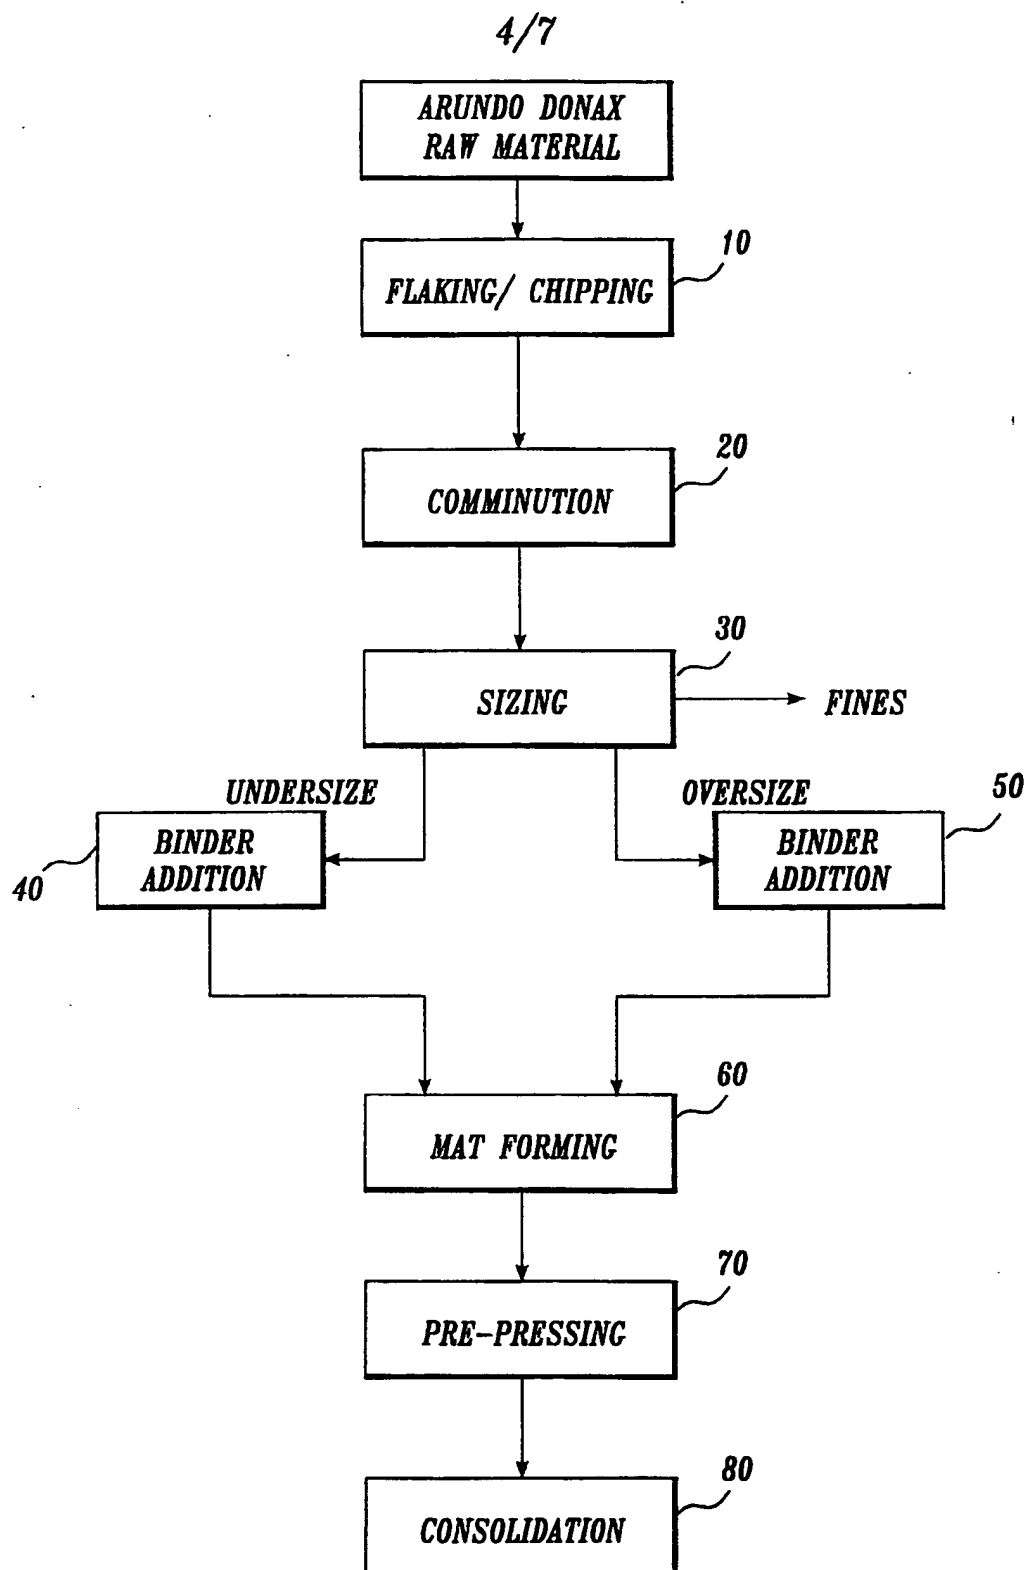 4/7
ARUNDO DONAX
RAW MATERIAL
10
FLAKING/ CHIPPING
20
COMMINUTION
30
SIZING
FINES
UNDERSIZE
OVERSIZE
50
BINDER
ADDITION
40
BINDER
ADDITION
60
MAT FORMING
70
PRE-PRESSING
80
CONSOLIDATION